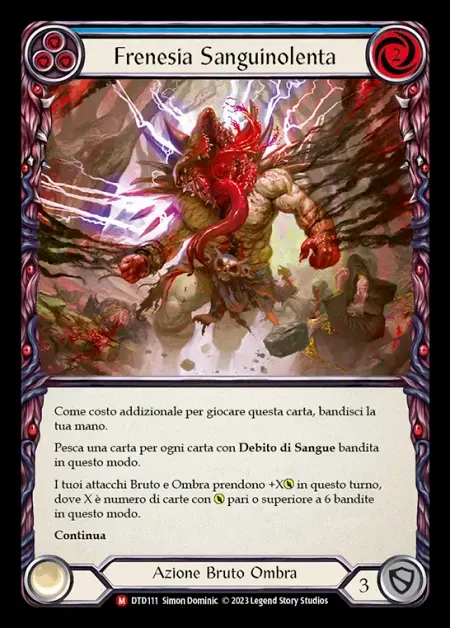 Frenesia Sanguinolenta
2
Come costo addizionale per giocare questa carta, bandisci la
tua mano.
Pesca una carta per ogni carta con Debito di Sangue bandita
in questo modo.
I tuoi attacchi Bruto e Ombra prendono +X in questo turno,
dove X è numero di carte con pari o superiore a 6 bandite
in questo modo.
Continua
Azione Bruto Ombra
3
M DTD111 Simon Dominic © 2023 Legend Story Studios